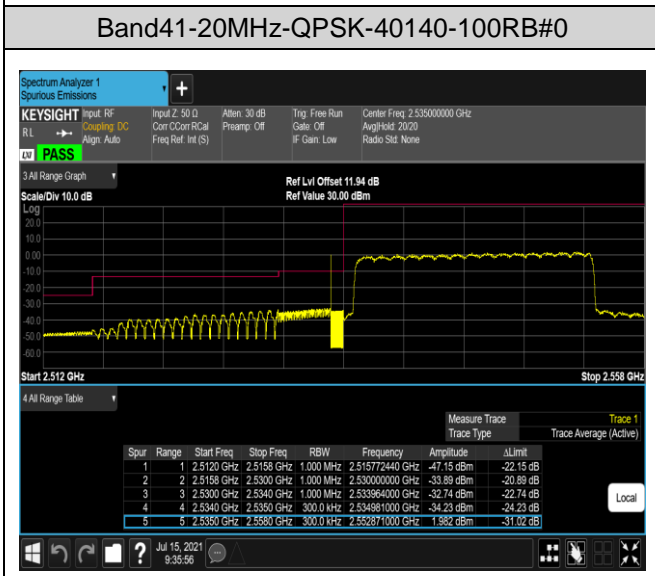 Band41-20MHz-QPSK-40140-100RB#0
Spectrum Analyzer 1
Spurious Emissions
+
KEYSIGHT Input: RF Input Z: 50 Ω Atten: 30 dB Trig: Free Run Center Freq: 2.535000000 GHz
RL Coupling: DC Corr CCorr RCal Preamp: Off Gate: Off Avg|Hold: 20/20
Align: Auto Freq Ref: Int (S) IF Gain: Low Radio Std: None
LXI PASS
3 All Range Graph
Ref Lvl Offset 11.94 dB
Scale/Div 10.0 dB Ref Value 30.00 dBm
Log
20.0
10.0
0.00
-10.0
-20.0
-30.0
-40.0
-50.0
-60.0
Start 2.512 GHz Stop 2.558 GHz
4 All Range Table
Measure Trace Trace 1
Trace Type Trace Average (Active)
Spur Range Start Freq Stop Freq RBW Frequency Amplitude ΔLimit
1 1 2.5120 GHz 2.5158 GHz 1.000 MHz 2.515772440 GHz -47.15 dBm -22.15 dB
2 2 2.5158 GHz 2.5300 GHz 1.000 MHz 2.530000000 GHz -33.89 dBm -20.89 dB
3 3 2.5300 GHz 2.5340 GHz 1.000 MHz 2.533964000 GHz -32.74 dBm -22.74 dB
4 4 2.5340 GHz 2.5350 GHz 300.0 kHz 2.534981000 GHz -34.23 dBm -24.23 dB
5 5 2.5350 GHz 2.5580 GHz 300.0 kHz 2.552871000 GHz 1.982 dBm -31.02 dB
Local
? Jul 15, 2021
9:35:56